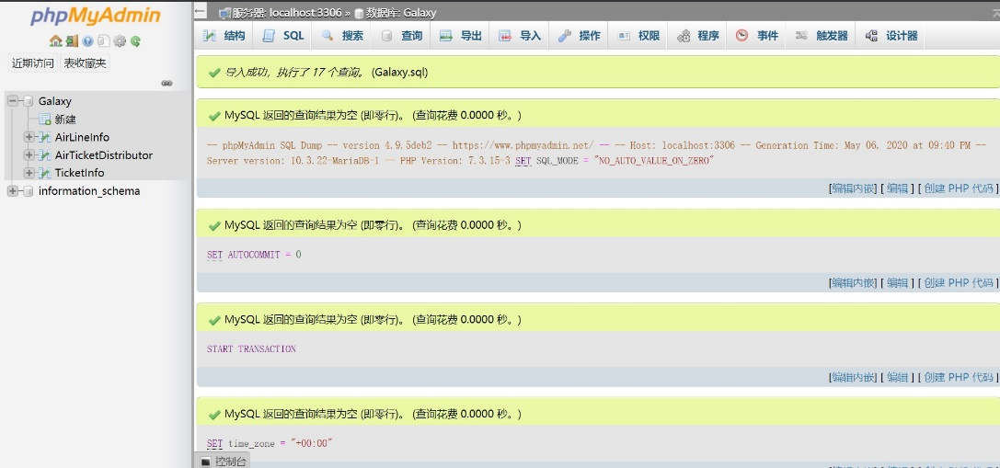 phpMyAdmin
近期访问 表收藏夹
Galaxy
新建
AirLineInfo
AirTicketDistributor
TicketInfo
information_schema
服务器: localhost:3306 » 数据库: Galaxy
结构 SQL 搜索 查询 导出 导入 操作 权限 程序 事件 触发器 设计器
导入成功，执行了 17 个查询。 (Galaxy.sql)
MySQL 返回的查询结果为空 (即零行)。 (查询花费 0.0000 秒。)
-- phpMyAdmin SQL Dump -- version 4.9.5deb2 -- https://www.phpmyadmin.net/ -- -- Host: localhost:3306 -- Generation Time: May 06, 2020 at 09:40 PM --
Server version: 10.3.22-MariaDB-1 -- PHP Version: 7.3.15-3 SET SQL_MODE = "NO_AUTO_VALUE_ON_ZERO"
[编辑内嵌] [ 编辑 ] [ 创建 PHP 代码 ]
MySQL 返回的查询结果为空 (即零行)。 (查询花费 0.0000 秒。)
SET AUTOCOMMIT = 0
[编辑内嵌] [ 编辑 ] [ 创建 PHP 代码 ]
MySQL 返回的查询结果为空 (即零行)。 (查询花费 0.0000 秒。)
START TRANSACTION
[编辑内嵌] [ 编辑 ] [ 创建 PHP 代码 ]
MySQL 返回的查询结果为空 (即零行)。 (查询花费 0.0000 秒。)
SET time_zone = "+00:00"
控制台